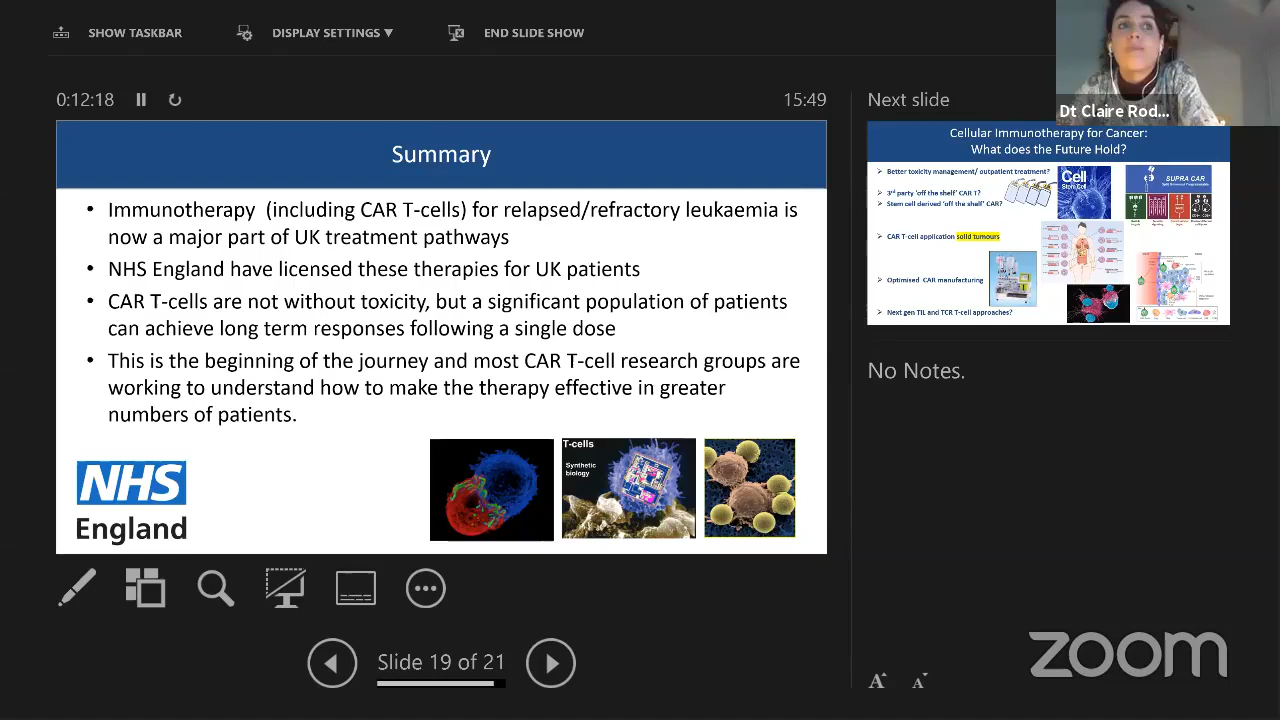 SHOW TASKBAR
DISPLAY SETTINGS ▼
END SLIDE SHOW
0:12:18
15:49
Next slide
Dt Claire Rod...
Summary
• Immunotherapy (including CAR T-cells) for relapsed/refractory leukaemia is
now a major part of UK treatment pathways
• NHS England have licensed these therapies for UK patients
• CAR T-cells are not without toxicity, but a significant population of patients
can achieve long term responses following a single dose
• This is the beginning of the journey and most CAR T-cell research groups are
working to understand how to make the therapy effective in greater
numbers of patients.
T-cells
Synthetic
biology
NHS
England
Cellular Immunotherapy for Cancer:
What does the Future Hold?
Better toxicity management/ outpatient treatment?
3rd party 'off the shelf' CAR T?
Stem cell derived 'off the shelf' CAR?
CAR T-cell application solid tumours
Optimised CAR manufacturing
Next gen TIL and TCR T-cell approaches?
Cell
Stem Cell
SUPRA CAR
No Notes.
Slide 19 of 21
A A
zoom